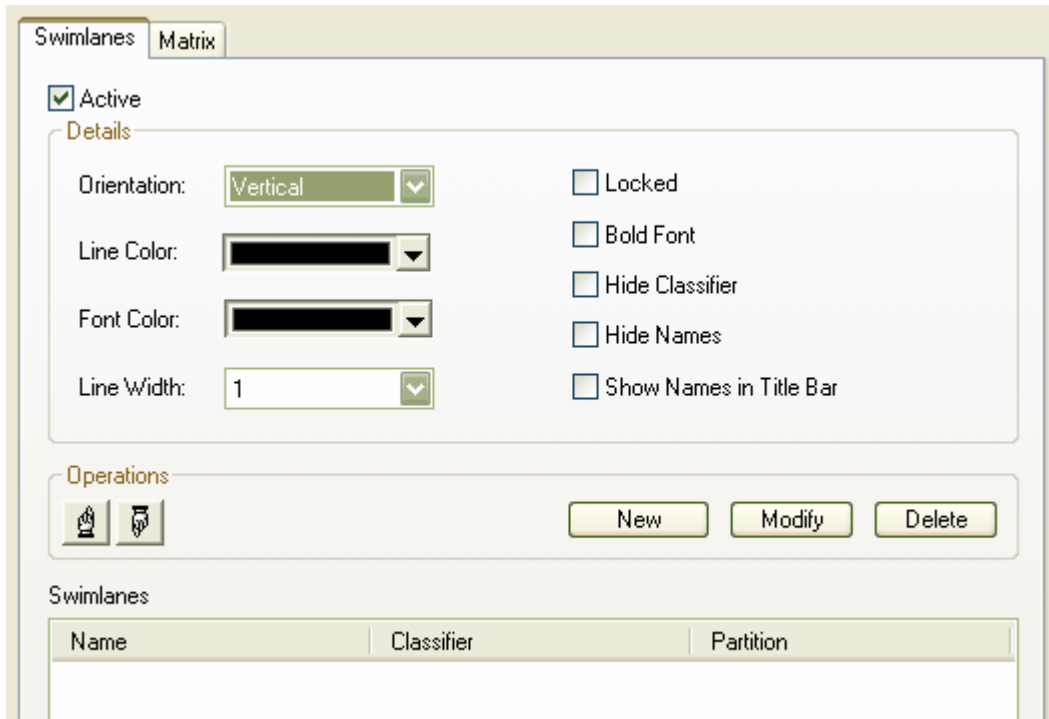 Swimlanes Matrix
Active
Details
Orientation: Vertical Locked
Line Color: Bold Font
Hide Classifier
Font Color: Hide Names
Line Width: 1 Show Names in Title Bar
Operations
New Modify Delete
Swimlanes
Name Classifier Partition